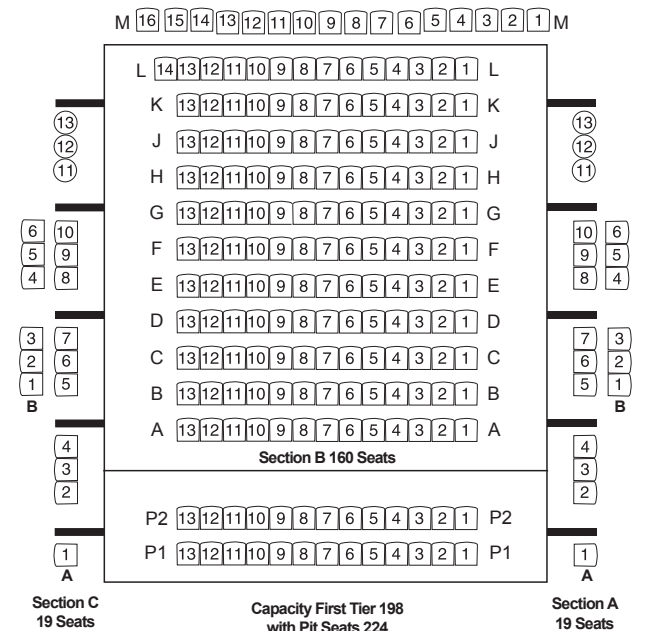 M 16 15 14 13 12 11 10 9 8 7 6 5 4 3 2 1 M
L 14 13 12 11 10 9 8 7 6 5 4 3 2 1 L
K 13 12 11 10 9 8 7 6 5 4 3 2 1 K
13 13
12 J 13 12 11 10 9 8 7 6 5 4 3 2 1 J 12
11 H 13 12 11 10 9 8 7 6 5 4 3 2 1 H 11
G 13 12 11 10 9 8 7 6 5 4 3 2 1 G
6 10 10 6
5 9 F 13 12 11 10 9 8 7 6 5 4 3 2 1 F 9 5
4 8 E 13 12 11 10 9 8 7 6 5 4 3 2 1 E 8 4
D 13 12 11 10 9 8 7 6 5 4 3 2 1 D
3 7 7 3
2 6 C 13 12 11 10 9 8 7 6 5 4 3 2 1 C 6 2
1 5 5 1
B B 13 12 11 10 9 8 7 6 5 4 3 2 1 B B
A 13 12 11 10 9 8 7 6 5 4 3 2 1 A
4 4
Section B 160 Seats
3 3
2 2
P2 13 12 11 10 9 8 7 6 5 4 3 2 1 P2
1 P1 13 12 11 10 9 8 7 6 5 4 3 2 1 P1 1
A A
Section C
19 Seats
Capacity First Tier 198
with Pit Seats 224
Section A
19 Seats